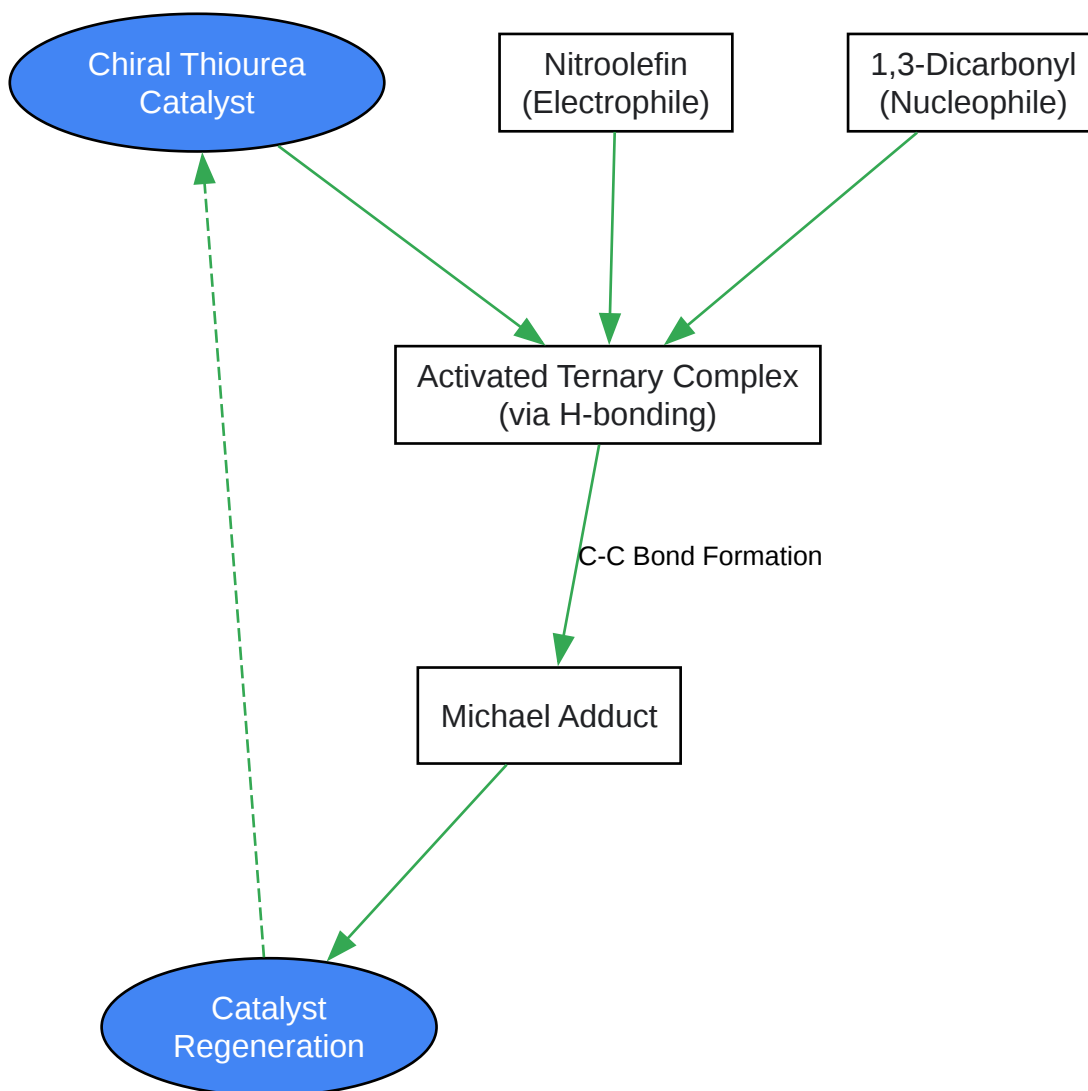 Chiral Thiourea
Catalyst
Nitroolefin
(Electrophile)
1,3-Dicarbonyl
(Nucleophile)
Activated Ternary Complex
(via H-bonding)
C-C Bond Formation
Michael Adduct
Catalyst
Regeneration